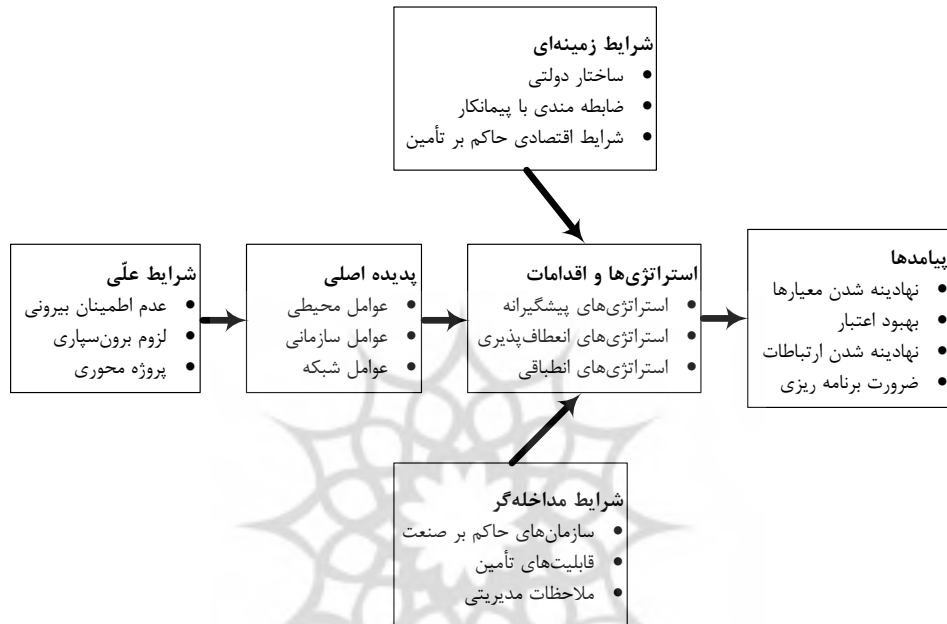 شرایط زمینه‌ای
• ساختار دولتی
• ضابطه مندی با پیمانکار
• شرایط اقتصادی حاکم بر تأمین
شرایط علّی
• عدم اطمینان بیرونی
• لزوم برون‌سپاری
• پروژه محوری
پدیده اصلی
• عوامل محیطی
• عوامل سازمانی
• عوامل شبکه
استراتژی‌ها و اقدامات
• استراتژی‌های پیشگیرانه
• استراتژی‌های انعطاف‌پذیری
• استراتژی‌های انطباقی
پیامدها
• نهادینه شدن معیارها
• بهبود اعتبار
• نهادینه شدن ارتباطات
• ضرورت برنامه ریزی
شرایط مداخله‌گر
• سازمان‌های حاکم بر صنعت
• قابلیت‌های تأمین
• ملاحظات مدیریتی